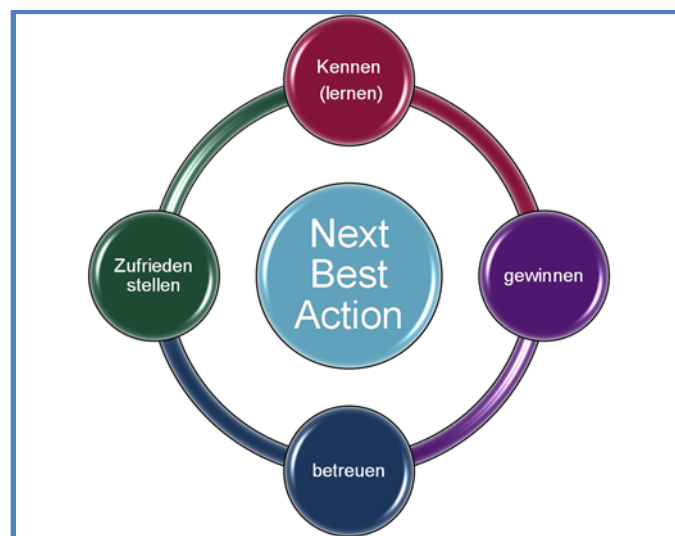 Kennen
(lernen)
Next
Best
Action
Zufrieden
stellen
gewinnen
betreuen